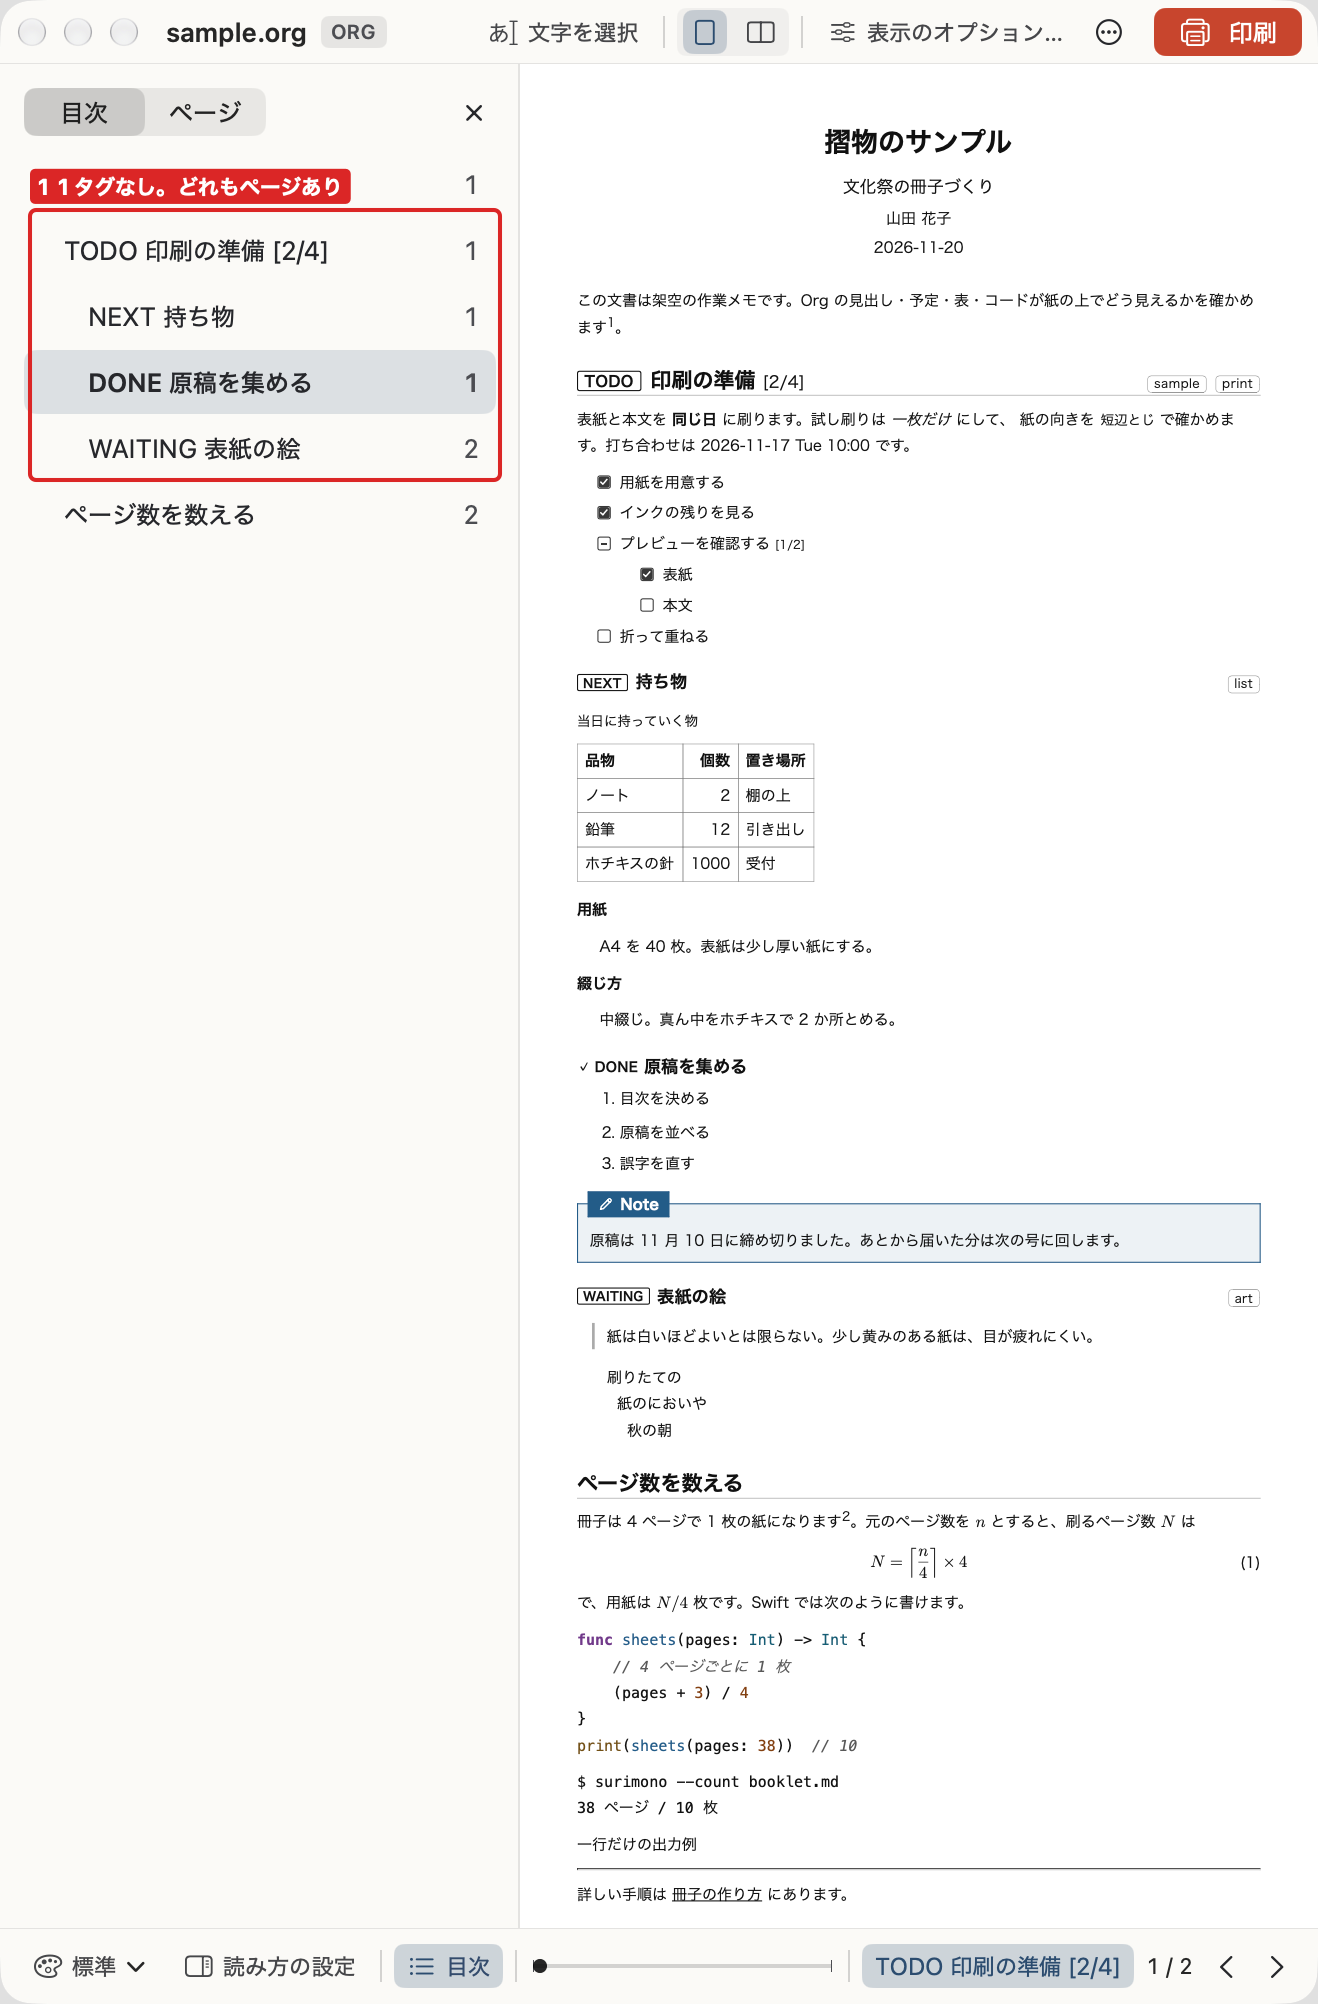 sample.org ORG あ 文字を選択 表示のオプション... 印刷
目次 ページ
11タグなし。どれもページあり 1
TODO 印刷の準備 [2/4] 1
NEXT 持ち物 1
DONE 原稿を集める 1
WAITING 表紙の絵 2
ページ数を数える 2
摺物のサンプル
文化祭の冊子づくり
山田 花子
2026-11-20
この文書は架空の作業メモです。Org の見出し・予定・表・コードが紙の上でどう見えるかを確かめ
ます1。
TODO 印刷の準備 [2/4] sample print
表紙と本文を 同じ日 に刷ります。試し刷りは 一枚だけ にして、 紙の向きを 短辺とじ で確かめま
す。打ち合わせは 2026-11-17 Tue 10:00 です。
用紙を用意する
インクの残りを見る
プレビューを確認する [1/2]
表紙
本文
折って重ねる
NEXT 持ち物 list
当日に持っていく物
品物 個数 置き場所
ノート 2 棚の上
鉛筆 12 引き出し
ホチキスの針 1000 受付
用紙
A4 を 40 枚。表紙は少し厚い紙にする。
綴じ方
中綴じ。真ん中をホチキスで 2 か所とめる。
✓ DONE 原稿を集める
1. 目次を決める
2. 原稿を並べる
3. 誤字を直す
Note
原稿は 11 月 10 日に締め切りました。あとから届いた分は次の号に回します。
WAITING 表紙の絵 art
紙は白いほどよいとは限らない。少し黄みのある紙は、目が疲れにくい。
刷りたての
紙のにおいや
秋の朝
ページ数を数える
冊子は 4 ページで 1 枚の紙になります2。元のページ数を n とすると、刷るページ数 N は
N = ⌈n/4⌉ × 4 (1)
で、用紙は N/4 枚です。Swift では次のように書けます。
func sheets(pages: Int) -> Int {
// 4 ページごとに 1 枚
(pages + 3) / 4
}
print(sheets(pages: 38)) // 10
$ surimono --count booklet.md
38 ページ / 10 枚
一行だけの出力例
詳しい手順は 冊子の作り方 にあります。
標準 読み方の設定 目次 TODO 印刷の準備 [2/4] 1 / 2